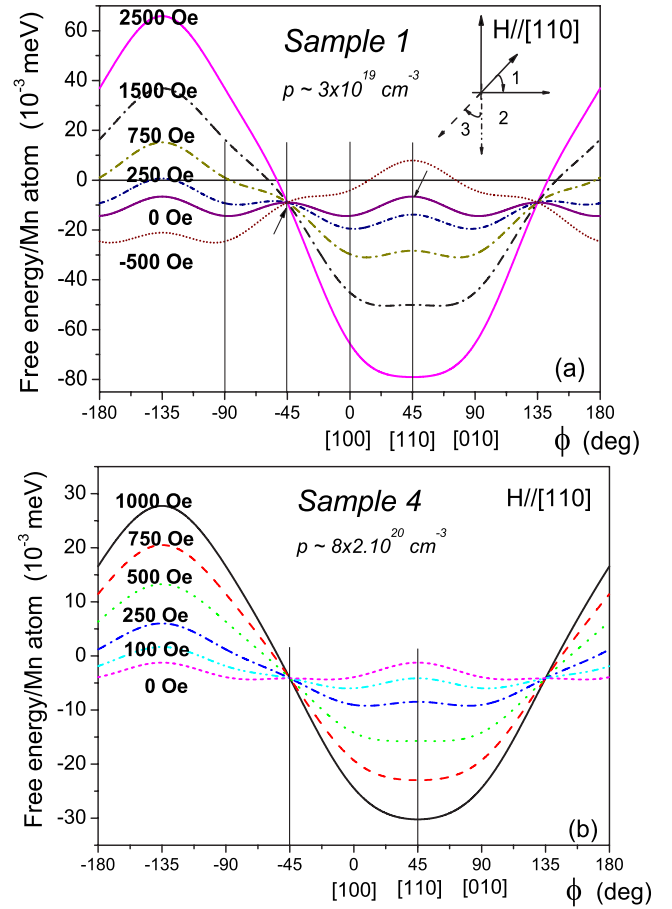 2500 Oe
Sample 1
H//[110]
p ~ 3x10^19 cm^-3
1
2
3
1500 Oe
750 Oe
250 Oe
0 Oe
-500 Oe
(a)
Free energy/Mn atom (10^-3 meV)
60
40
20
0
-20
-40
-60
-80
-180 -135 -90 -45 0 45 90 135 180
[100] [110] [010] ϕ (deg)
1000 Oe
Sample 4
H//[110]
p ~ 8x2.10^20 cm^-3
750 Oe
500 Oe
250 Oe
100 Oe
0 Oe
(b)
Free energy/Mn atom (10^-3 meV)
30
20
10
0
-10
-20
-30
-180 -135 -90 -45 0 45 90 135 180
[100] [110] [010] ϕ (deg)